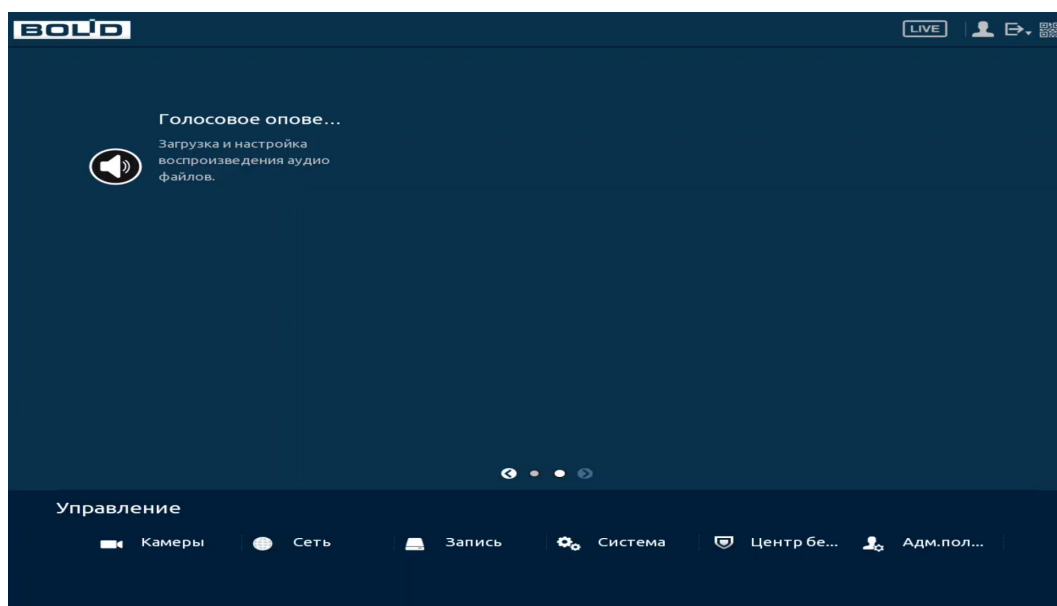 BOLID
LIVE
Голосовое опове...
Загрузка и настройка
воспроизведения аудио
файлов.
Управление
Камеры Сеть Запись Система Центр бе... Адм.пол...